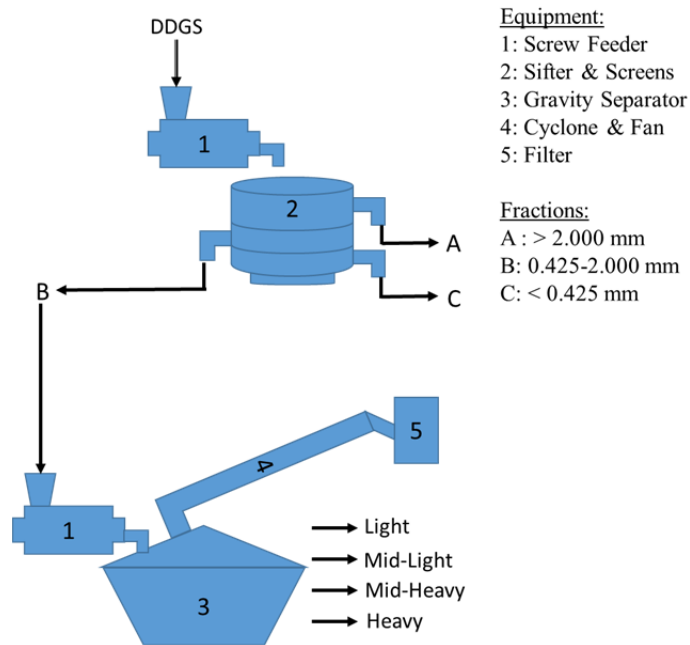 DDGS
Equipment:
1: Screw Feeder
2: Sifter & Screens
3: Gravity Separator
4: Cyclone & Fan
5: Filter
1
2
Fractions:
A : > 2.000 mm
B: 0.425-2.000 mm
C: < 0.425 mm
A
B
C
5
4
1
Light
Mid-Light
Mid-Heavy
Heavy
3